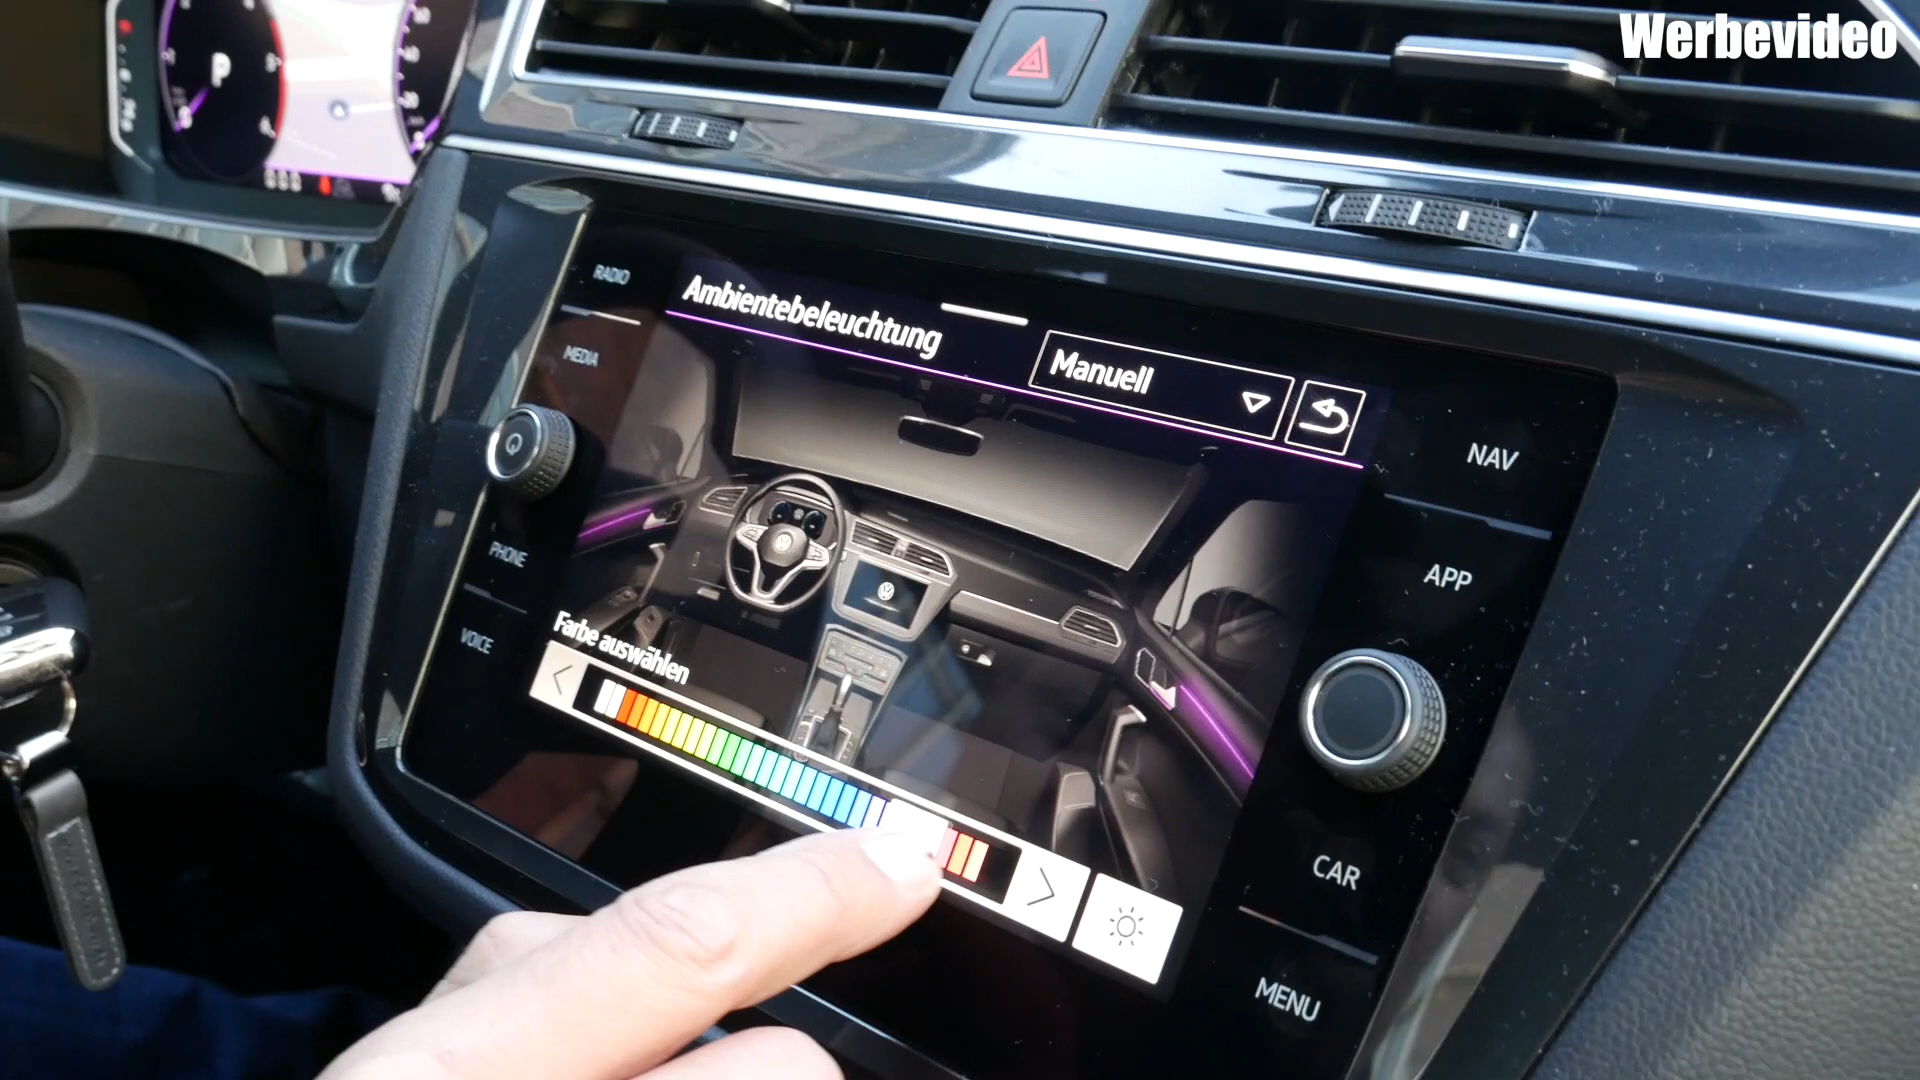 Werbevideo
P
RADIO
Ambientebeleuchtung
Manuell
MEDIA
NAV
PHONE
APP
VOICE
Farbe auswählen
CAR
MENU